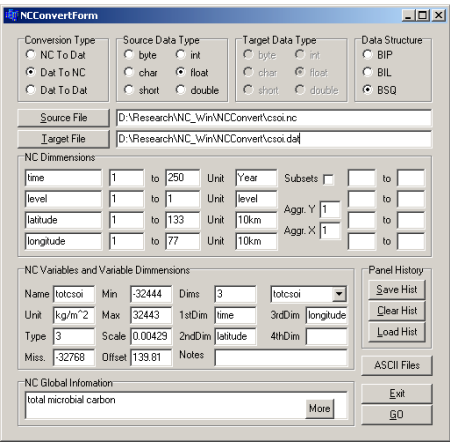 NCConvertForm
Conversion Type Source Data Type Target Data Type Data Structure
NC To Dat byte int byte int BIP
Dat To NC char float char float BIL
Dat To Dat short double short double BSQ
Source File D:\Research\NC_Win\NCConvert\csoi.nc
Target File D:\Research\NC_Win\NCConvert\csoi.dat
NC Dimmensions
time 1 to 250 Unit Year Subsets to
level 1 to 1 Unit level Aggr. Y 1 to
latitude 1 to 133 Unit 10km Aggr. X 1 to
longitude 1 to 77 Unit 10km to
NC Variables and Variable Dimmensions Panel History
Name totcsoi Min -32444 Dims 3 totcsoi Save Hist
Unit kg/m^2 Max 32443 1stDim time 3rdDim longitude Clear Hist
Type 3 Scale 0.00429 2ndDim latitude 4thDim Load Hist
Miss. -32768 Offset 139.81 Notes
ASCII Files
NC Global Infomation
total microbial carbon More
Exit
GO